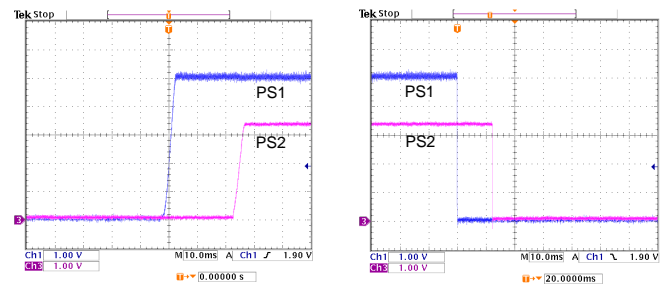 Tek Stop
T
T
PS1
PS2
3
Ch1 1.00 V M 10.0ms A Ch1 1.90 V
Ch3 1.00 V
T 0.00000 s
Tek Stop
T
T
PS1
PS2
3
Ch1 1.00 V M 10.0ms A Ch1 1.90 V
Ch3 1.00 V
T 20.0000ms